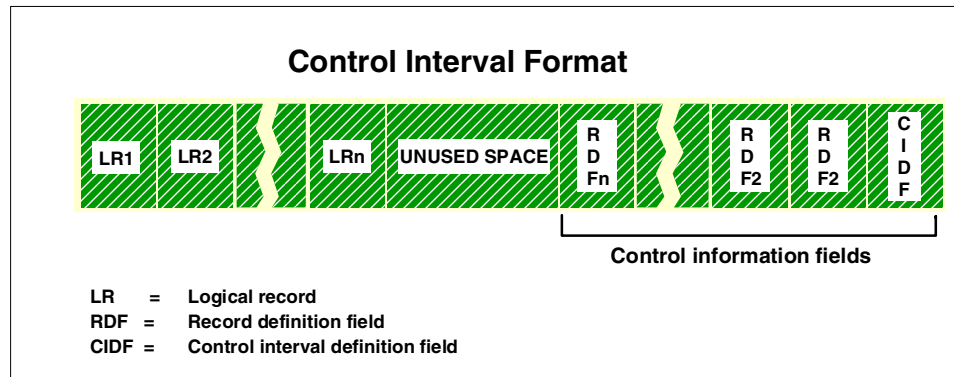 Control Interval Format
LR1 LR2 LRn UNUSED SPACE R D Fn R D F2 R D F2 C I D F
Control information fields
LR = Logical record
RDF = Record definition field
CIDF = Control interval definition field